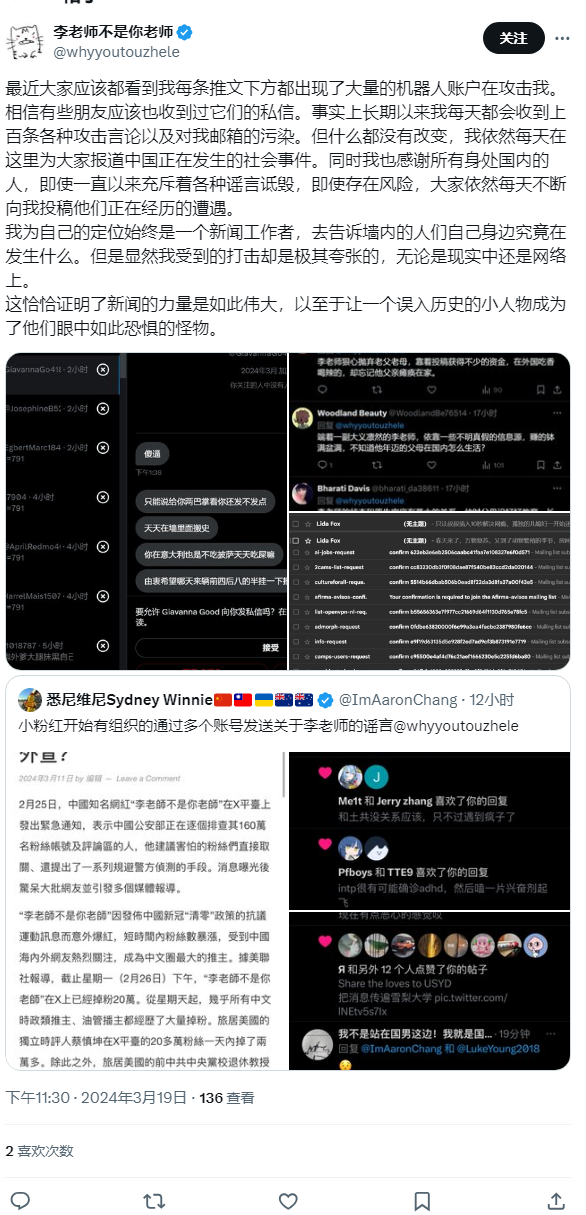 李老师不是你老师
@whyyoutouzhele
关注
最近大家应该都看到我每条推文下方都出现了大量的机器人账户在攻击我。
相信有些朋友应该也收到过它们的私信。事实上长期以来我每天都会收到上
百条各种攻击言论以及对我邮箱的污染。但什么都没有改变，我依然每天在
这里为大家报道中国正在发生的社会事件。同时我也感谢所有身处国内的
人，即使一直以来充斥着各种谣言诋毁，即使存在风险，大家依然每天不断
向我投稿他们正在经历的遭遇。
我为自己的定位始终是一个新闻工作者，去告诉墙内的人们自己身边究竟在
发生什么。但是显然我受到的打击却是极其夸张的，无论是现实中还是网络
上。
这恰恰证明了新闻的力量是如此伟大，以至于让一个误入历史的小人物成为
了他们眼中如此恐惧的怪物。
GiavannaGo41 · 2小时
@JosephineB5 · 2小时
EgbertMarc184 · 2小时
=791
7904 · 4小时
=791
@AprilRedmo4 · 4小时
HarrelMais1507 · 4小时
=791
1018787 · 5小时
2024年3月 加
傻逼
下午1:38
只能说给你两巴掌看你还发不发点
天天在墙里面搬史
你在意大利也是不吃披萨天天吃屎嘛
由衷希望哪天来辆前四后八的半挂一下
要允许 Giavanna Good 向你发私信吗？在
读。
接受
李老师狠心抛弃老父老母，靠着投稿获得不少的资金，在外国吃香
喝辣的，却忘记他父亲瘫痪在家。
90
Woodland Beauty @WoodlandBe76514 · 17小时
回复 @whyyoutouzhele
端着一副大义凛然的李老师，依靠一些不明真假的信息源，赚的钵
满盆满，不知道他年迈的父母在国内怎么生活？
1
101
Bharati Davis @bharati_da38611 · 17小时
回复 @whyyoutouzhele
Lida Fox (无主题)
Lida Fox (无主题)
ai-jobs-request
2cams-list-request
cultureforall-reque.
afirma-avisos-confi. Your confirmation is required to join the Afirma-avisos mailing list
list-openvpn-nl-req.
admorph-request
info-request
camps-users-request
悉尼维尼Sydney Winnie @ImAaronChang · 12小时
小粉红开始有组织的通过多个账号发送关于李老师的谣言@whyyoutouzhele
2024年3月11日 by 编辑 — Leave a Comment
2月25日，中國知名網紅“李老師不是你老師”在X平臺上
發出緊急通知，表示中國公安部正在逐個排查其160萬
名粉絲帳號及評論區的人，他建議害怕的粉絲們直接取
關、還提出了一系列規避警方偵測的手段。消息曝光後
驚呆大批網友並引發多個媒體報導。
“李老師不是你老師”因發佈中國新冠“清零”政策的抗議
運動訊息而意外爆紅，短時間內粉絲數暴漲，受到中國
海內外網友熱烈關注，成為中文圈最大的推主。據美聯
社報導，截止星期一（2月26日）下午，“李老師不是你
老師”在X上已經掉粉20萬。從星期天起，幾乎所有中文
時政類推主、油管播主都經歷了大量掉粉。旅居美國的
獨立時評人蔡慎坤在X平臺的20多萬粉絲一天內掉了兩
萬多。除此之外，旅居美國的前中共中央黨校退休教授
Me1t 和 Jerry zhang 喜欢了你的回复
和土共没关系应该，只不过遇到疯子了
Pfboys 和 TTE9 喜欢了你的回复
intp很有可能确诊adhd，然后嗑一片兴奋剂起
飞
现在有点恶心的感觉哎
Я 和另外 12 个人点赞了你的帖子
Share the loves to USYD
把消息传遍雪梨大学 pic.twitter.com/
INEtv5s7Ix
我不是站在国男这边！我就是国... · 19分钟
回复 @ImAaronChang 和 @LukeYoung2018
下午11:30 · 2024年3月19日 · 136 查看
2 喜欢次数